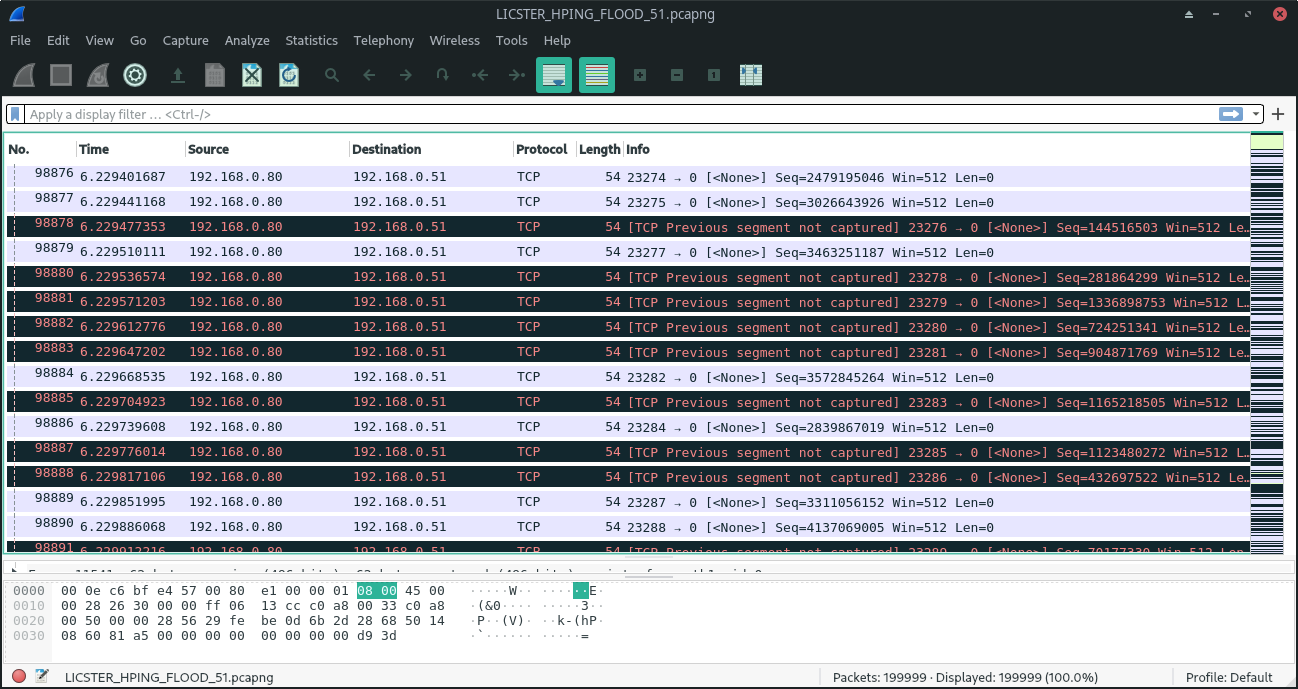 LICSTER_HPING_FLOOD_51.pcapng
File Edit View Go Capture Analyze Statistics Telephony Wireless Tools Help
Apply a display filter … <Ctrl-/>
No. Time Source Destination Protocol Length Info
98876 6.229401687 192.168.0.80 192.168.0.51 TCP 54 23274 → 0 [<None>] Seq=2479195046 Win=512 Len=0
98877 6.229441168 192.168.0.80 192.168.0.51 TCP 54 23275 → 0 [<None>] Seq=3026643926 Win=512 Len=0
98878 6.229477353 192.168.0.80 192.168.0.51 TCP 54 [TCP Previous segment not captured] 23276 → 0 [<None>] Seq=144516503 Win=512 Le…
98879 6.229510111 192.168.0.80 192.168.0.51 TCP 54 23277 → 0 [<None>] Seq=3463251187 Win=512 Len=0
98880 6.229536574 192.168.0.80 192.168.0.51 TCP 54 [TCP Previous segment not captured] 23278 → 0 [<None>] Seq=281864299 Win=512 Le…
98881 6.229571203 192.168.0.80 192.168.0.51 TCP 54 [TCP Previous segment not captured] 23279 → 0 [<None>] Seq=1336898753 Win=512 L…
98882 6.229612776 192.168.0.80 192.168.0.51 TCP 54 [TCP Previous segment not captured] 23280 → 0 [<None>] Seq=724251341 Win=512 Le…
98883 6.229647202 192.168.0.80 192.168.0.51 TCP 54 [TCP Previous segment not captured] 23281 → 0 [<None>] Seq=904871769 Win=512 Le…
98884 6.229668535 192.168.0.80 192.168.0.51 TCP 54 23282 → 0 [<None>] Seq=3572845264 Win=512 Len=0
98885 6.229704923 192.168.0.80 192.168.0.51 TCP 54 [TCP Previous segment not captured] 23283 → 0 [<None>] Seq=1165218505 Win=512 L…
98886 6.229739608 192.168.0.80 192.168.0.51 TCP 54 23284 → 0 [<None>] Seq=2839867019 Win=512 Len=0
98887 6.229776014 192.168.0.80 192.168.0.51 TCP 54 [TCP Previous segment not captured] 23285 → 0 [<None>] Seq=1123480272 Win=512 L…
98888 6.229817106 192.168.0.80 192.168.0.51 TCP 54 [TCP Previous segment not captured] 23286 → 0 [<None>] Seq=432697522 Win=512 Le…
98889 6.229851995 192.168.0.80 192.168.0.51 TCP 54 23287 → 0 [<None>] Seq=3311056152 Win=512 Len=0
98890 6.229886068 192.168.0.80 192.168.0.51 TCP 54 23288 → 0 [<None>] Seq=4137069005 Win=512 Len=0
98891
0000 00 0e c6 bf e4 57 00 80 e1 00 00 01 08 00 45 00 ·····W·· ······E·
0010 00 28 26 30 00 00 ff 06 13 cc c0 a8 00 33 c0 a8 ·(&0···· ·····3··
0020 00 50 00 00 28 56 29 fe be 0d 6b 2d 28 68 50 14 ·P··(V)· ··k-(hP·
0030 08 60 81 a5 00 00 00 00 00 00 d9 3d ·`······ ···=
LICSTER_HPING_FLOOD_51.pcapng Packets: 199999 · Displayed: 199999 (100.0%) Profile: Default